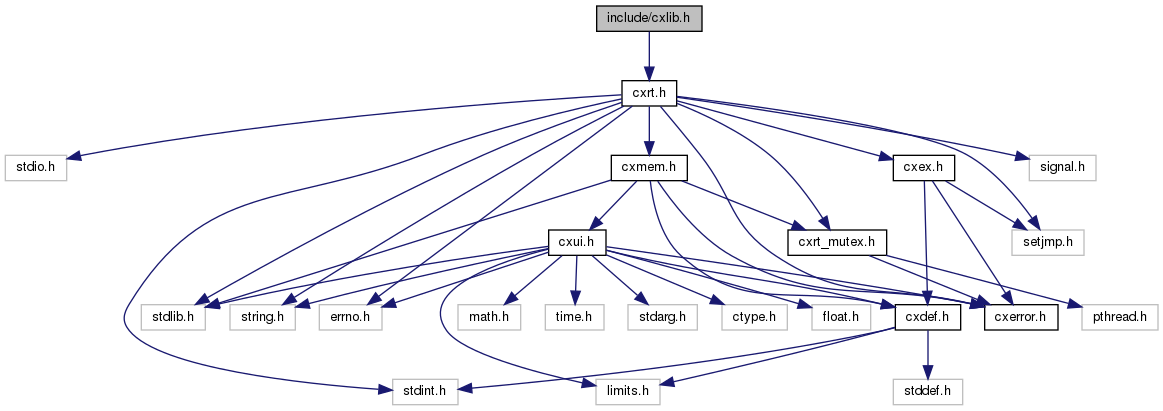 include/cxlib.h
cxrt.h
stdio.h
cxmem.h
cxex.h
signal.h
cxui.h
cxrt_mutex.h
setjmp.h
stdlib.h
string.h
errno.h
math.h
time.h
stdarg.h
ctype.h
float.h
cxdef.h
cxerror.h
pthread.h
stdint.h
limits.h
stddef.h